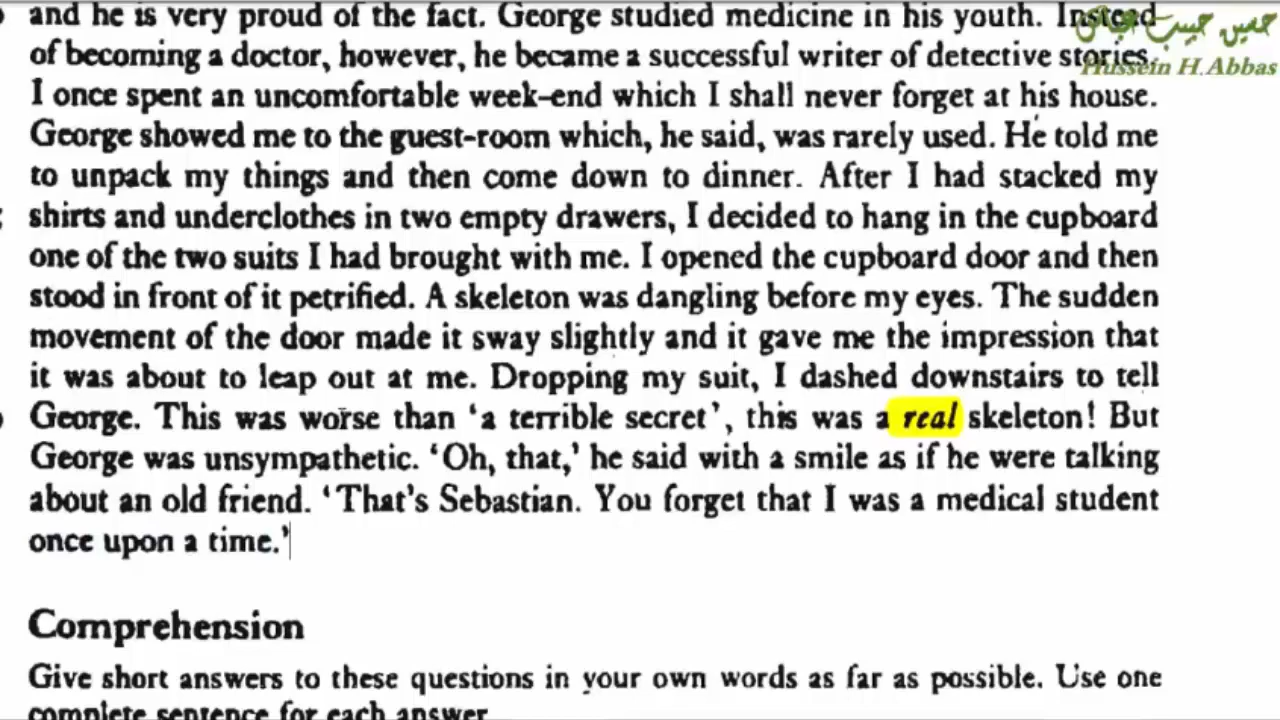 and he is very proud of the fact. George studied medicine in his youth. Instead
of becoming a doctor, however, he became a successful writer of detective stories.
I once spent an uncomfortable week-end which I shall never forget at his house.
George showed me to the guest-room which, he said, was rarely used. He told me
to unpack my things and then come down to dinner. After I had stacked my
shirts and underclothes in two empty drawers, I decided to hang in the cupboard
one of the two suits I had brought with me. I opened the cupboard door and then
stood in front of it petrified. A skeleton was dangling before my eyes. The sudden
movement of the door made it sway slightly and it gave me the impression that
it was about to leap out at me. Dropping my suit, I dashed downstairs to tell
George. This was worse than ‘a terrible secret’, this was a real skeleton! But
George was unsympathetic. ‘Oh, that,’ he said with a smile as if he were talking
about an old friend. ‘That's Sebastian. You forget that I was a medical student
once upon a time.’
Comprehension
Give short answers to these questions in your own words as far as possible. Use one
complete sentence for each answer
حسين حبيب عباس
Hussein H.Abbas